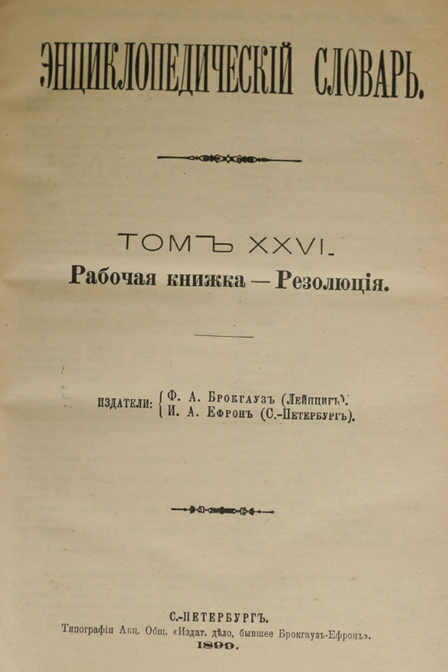 ЭНЦИКЛОПЕДИЧЕСКІЙ СЛОВАРЬ.
ТОМЪ XXVI.
Рабочая книжка — Резолюція.
ИЗДАТЕЛИ: { Ф. А. БРОКГАУЗЪ (ЛЕЙПЦИГЪ).
И. А. ЕФРОНЪ (С.-ПЕТЕРБУРГЪ).
С.-ПЕТЕРБУРГЪ.
Типографія Акц. Общ. «Издат. дѣло, бывшее Брокгаузъ-Ефронъ».
1899.